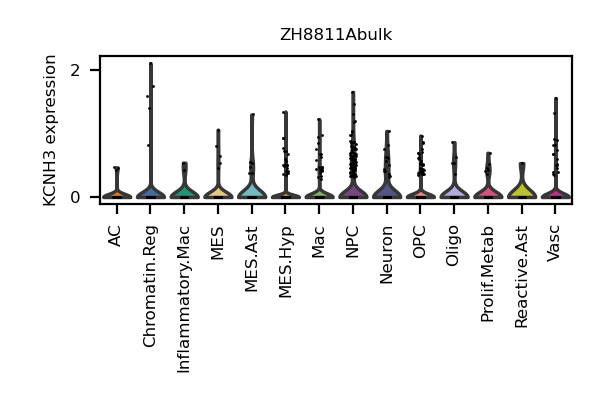 ZH8811Abulk
KCNH3 expression
2
0
AC
Chromatin.Reg
Inflammatory.Mac
MES
MES.Ast
MES.Hyp
Mac
NPC
Neuron
OPC
Oligo
Prolif.Metab
Reactive.Ast
Vasc